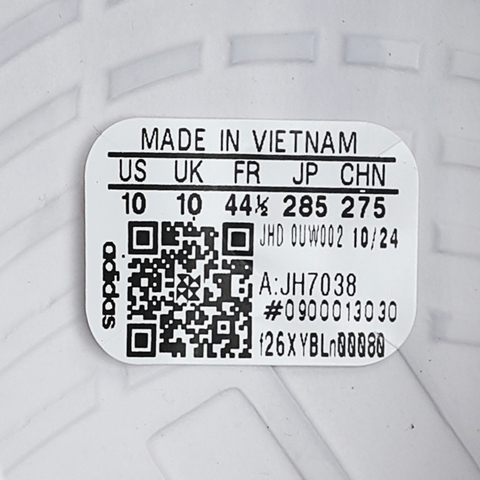 MADE IN VIETNAM
US UK FR JP CHN
10 10 44½ 285 275
JHD 0UW002 10/24
adidas
A:JH7038
#0900013030
f26XYBLn00080